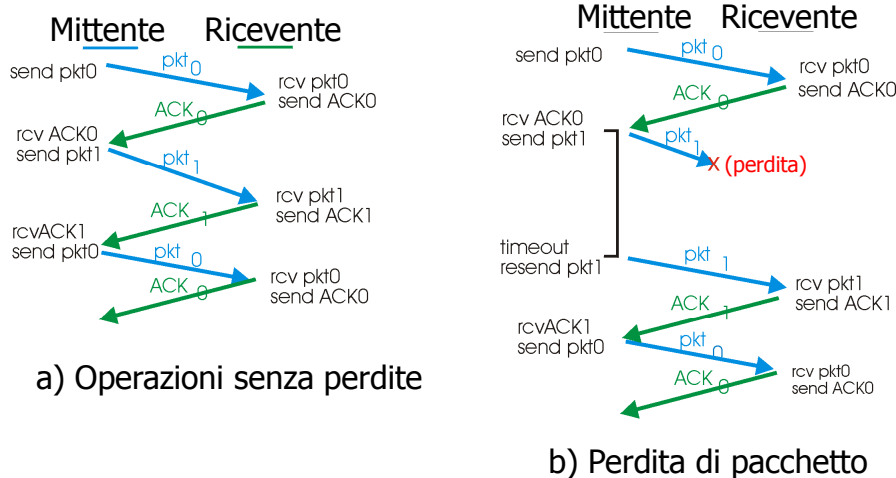 Mittente Ricevente
send pkt0
pkt 0
rcv pkt0
send ACK0
ACK 0
rcv ACK0
send pkt1
pkt 1
rcv pkt1
send ACK1
ACK 1
rcvACK1
send pkt0
pkt 0
rcv pkt0
send ACK0
ACK 0
a) Operazioni senza perdite
Mittente Ricevente
send pkt0
pkt 0
rcv pkt0
send ACK0
ACK 0
rcv ACK0
send pkt1
pkt 1
X (perdita)
timeout
resend pkt1
pkt 1
rcv pkt1
send ACK1
ACK 1
rcvACK1
send pkt0
pkt 0
rcv pkt0
send ACK0
ACK 0
b) Perdita di pacchetto